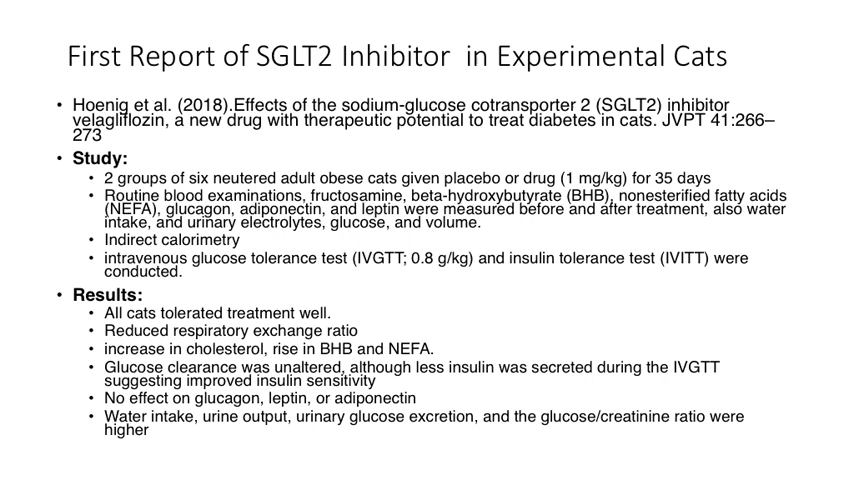 First Report of SGLT2 Inhibitor in Experimental Cats
• Hoenig et al. (2018).Effects of the sodium-glucose cotransporter 2 (SGLT2) inhibitor
velagliflozin, a new drug with therapeutic potential to treat diabetes in cats. JVPT 41:266–
273
• Study:
• 2 groups of six neutered adult obese cats given placebo or drug (1 mg/kg) for 35 days
• Routine blood examinations, fructosamine, beta-hydroxybutyrate (BHB), nonesterified fatty acids
(NEFA), glucagon, adiponectin, and leptin were measured before and after treatment, also water
intake, and urinary electrolytes, glucose, and volume.
• Indirect calorimetry
• intravenous glucose tolerance test (IVGTT; 0.8 g/kg) and insulin tolerance test (IVITT) were
conducted.
• Results:
• All cats tolerated treatment well.
• Reduced respiratory exchange ratio
• increase in cholesterol, rise in BHB and NEFA.
• Glucose clearance was unaltered, although less insulin was secreted during the IVGTT
suggesting improved insulin sensitivity
• No effect on glucagon, leptin, or adiponectin
• Water intake, urine output, urinary glucose excretion, and the glucose/creatinine ratio were
higher